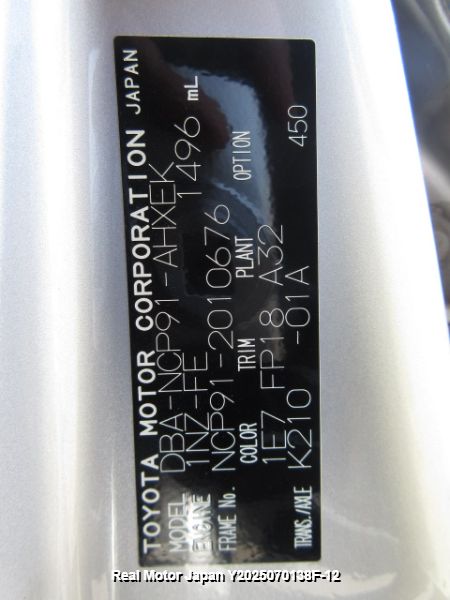 TOYOTA MOTOR CORPORATION JAPAN
MODEL DBA-NCP91-AHXEK
ENGINE 1NZ-FE 1496 mL
FRAME No. NCP91-2010676
COLOR TRIM PLANT OPTION
1E7 FP18 A32
TRANS./AXLE K210 -01A 450
Real Motor Japan Y2025070138F-12